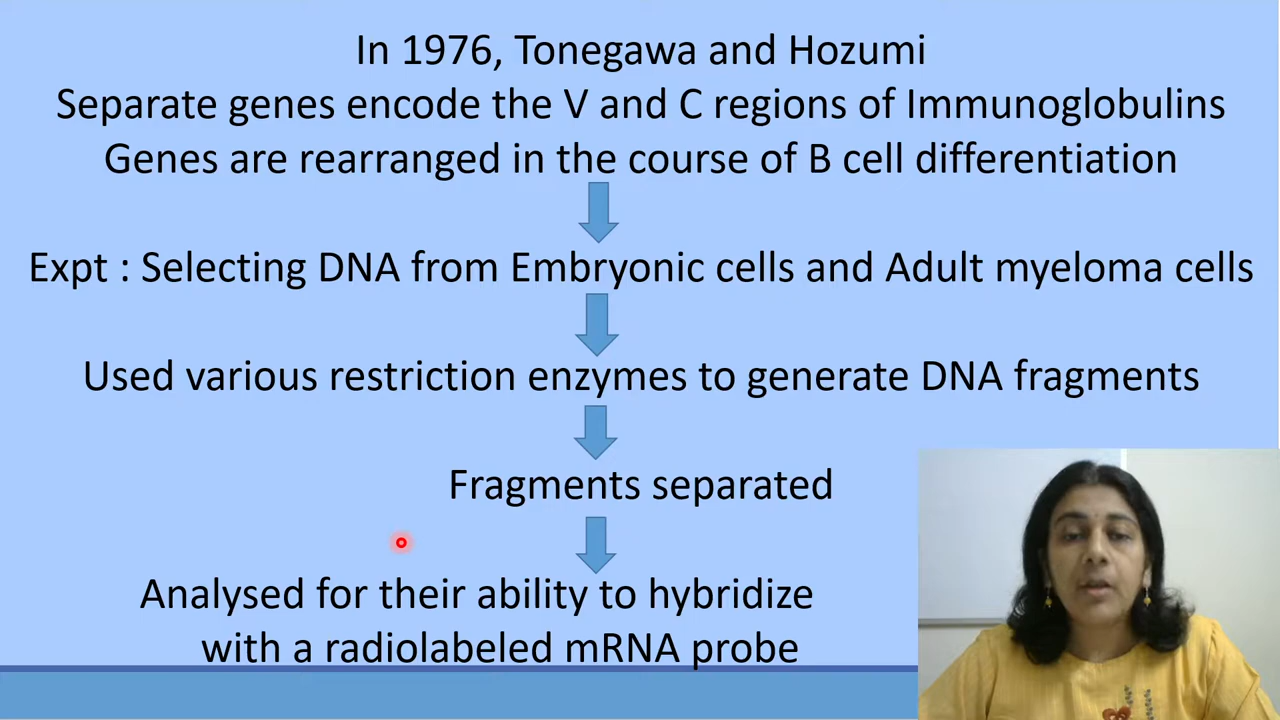 In 1976, Tonegawa and Hozumi
Separate genes encode the V and C regions of Immunoglobulins
Genes are rearranged in the course of B cell differentiation
Expt : Selecting DNA from Embryonic cells and Adult myeloma cells
Used various restriction enzymes to generate DNA fragments
Fragments separated
Analysed for their ability to hybridize
with a radiolabeled mRNA probe